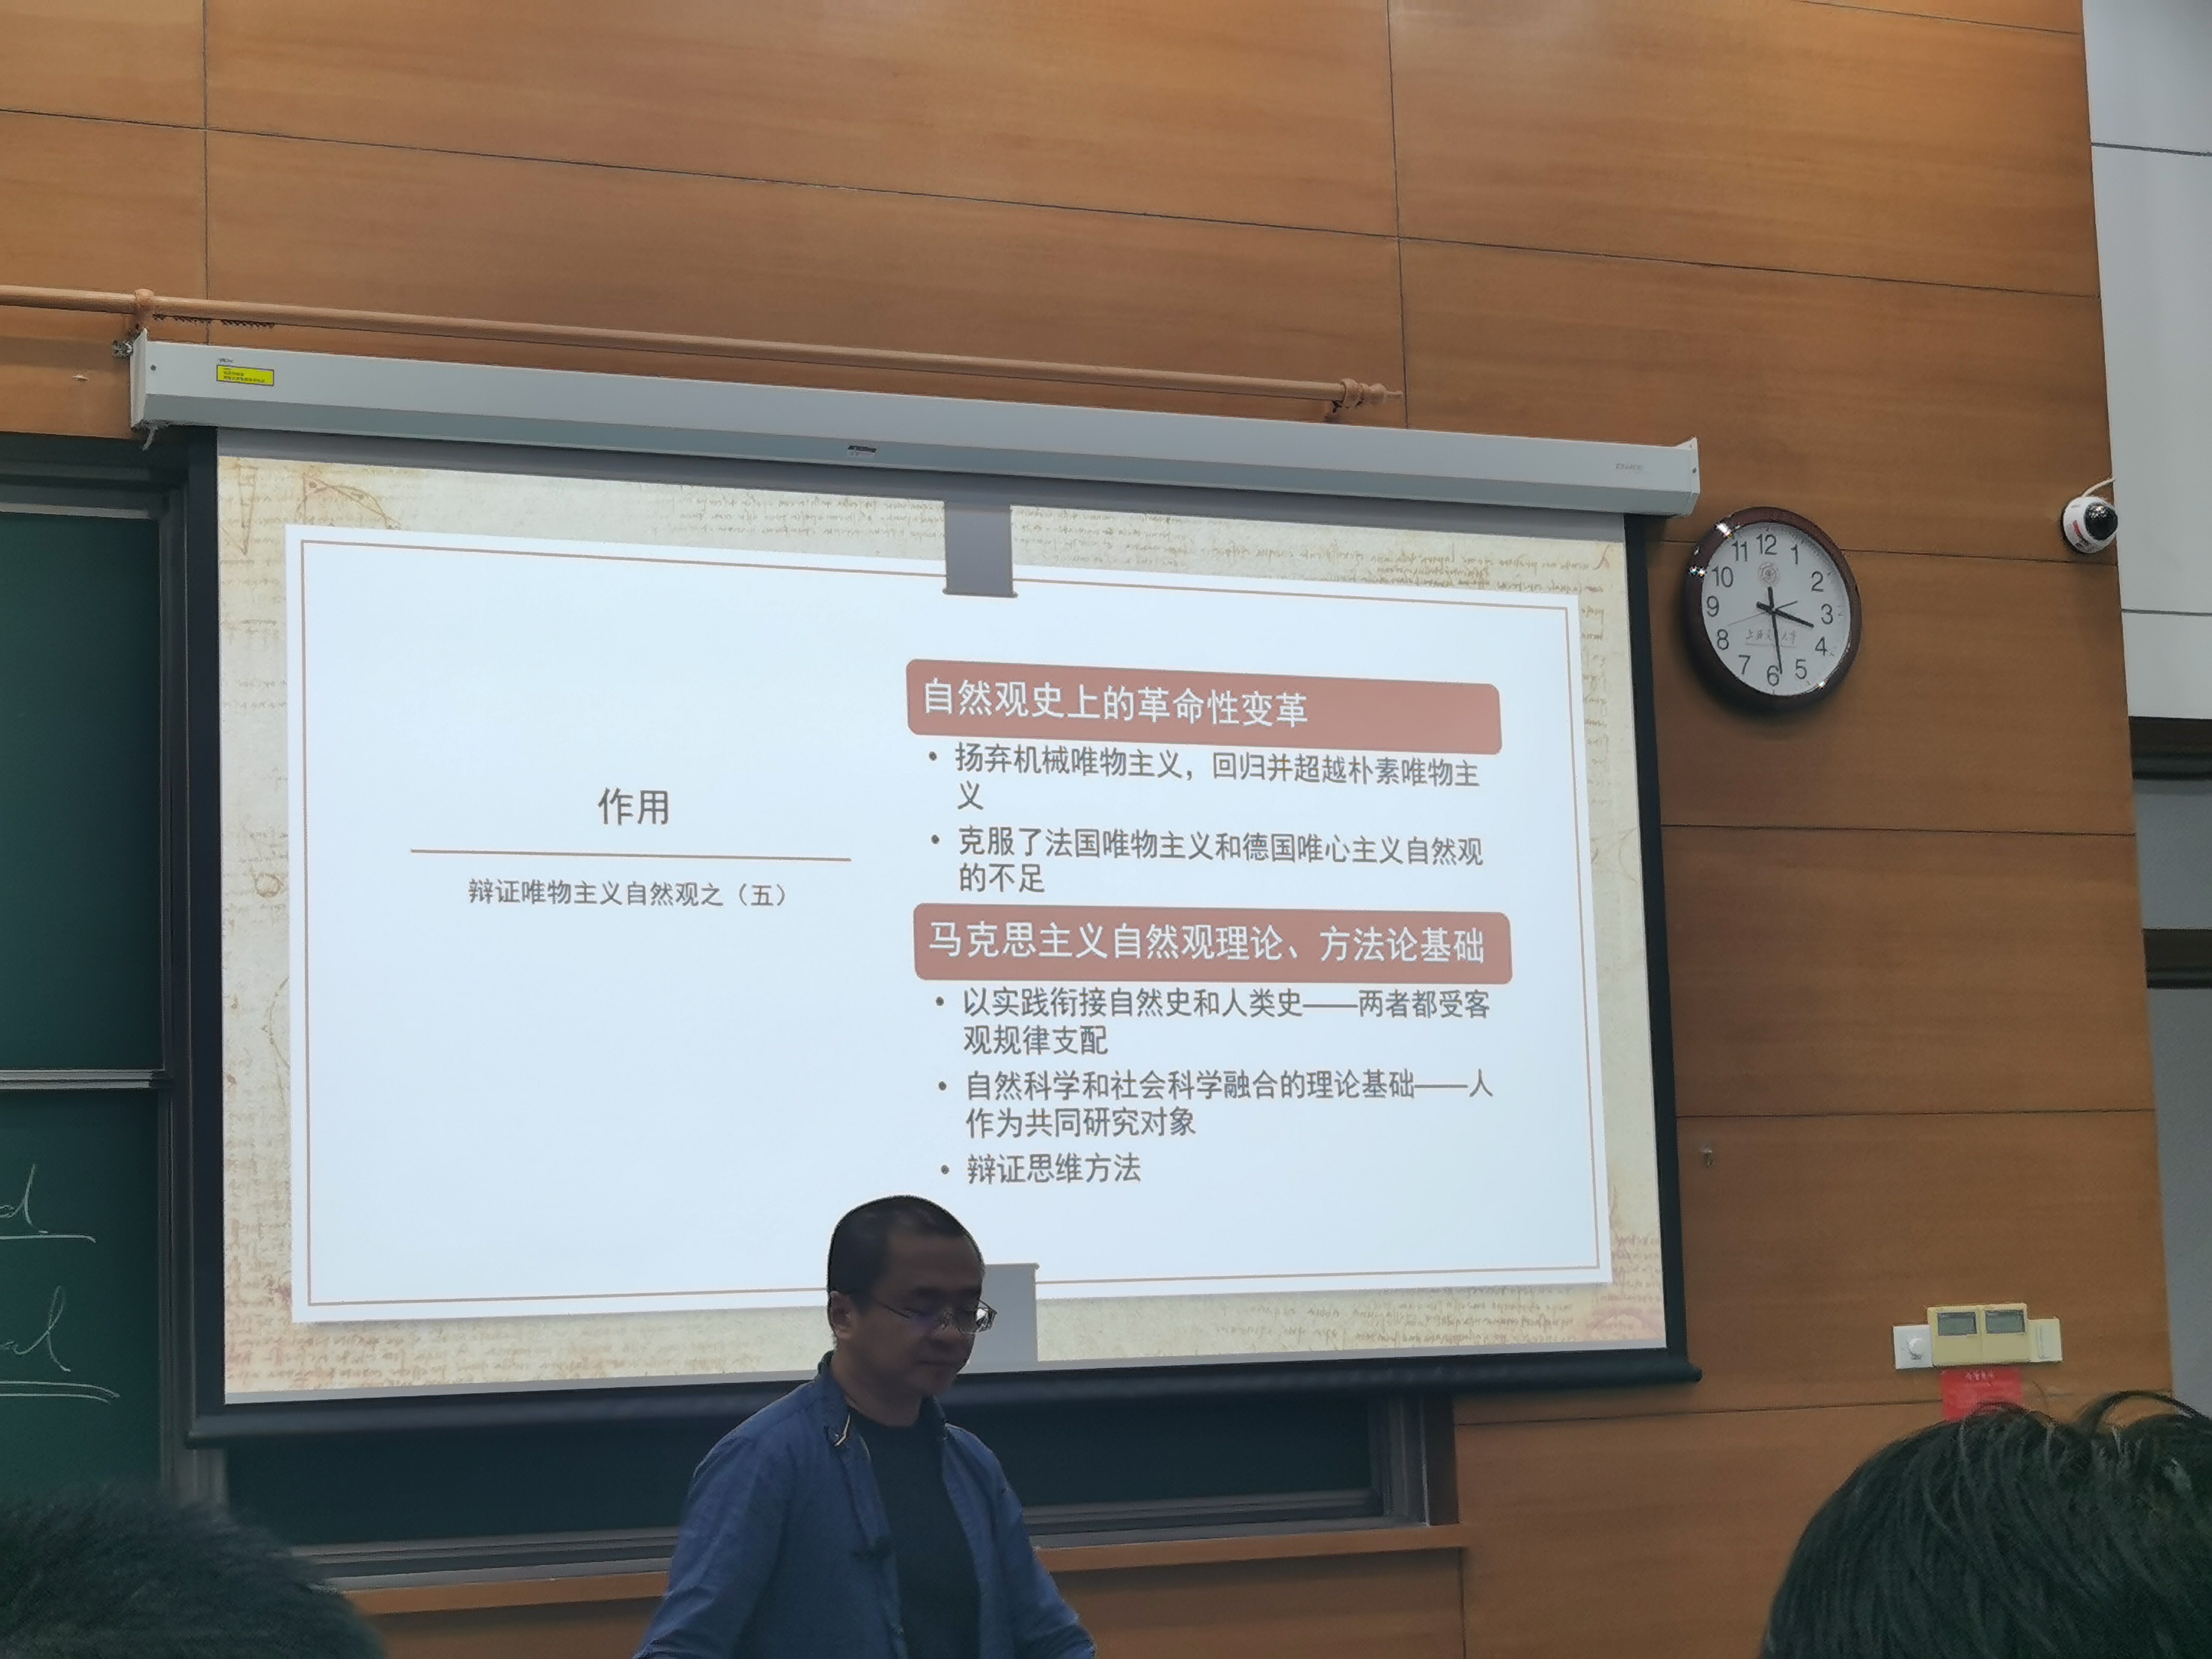 作用
辩证唯物主义自然观之（五）
自然观史上的革命性变革
• 扬弃机械唯物主义，回归并超越朴素唯物主
义
• 克服了法国唯物主义和德国唯心主义自然观
的不足
马克思主义自然观理论、方法论基础
• 以实践衔接自然史和人类史——两者都受客
观规律支配
• 自然科学和社会科学融合的理论基础——人
作为共同研究对象
• 辩证思维方法
12
11 1
10 2
9 3
8 4
7 5
6
上海交大学